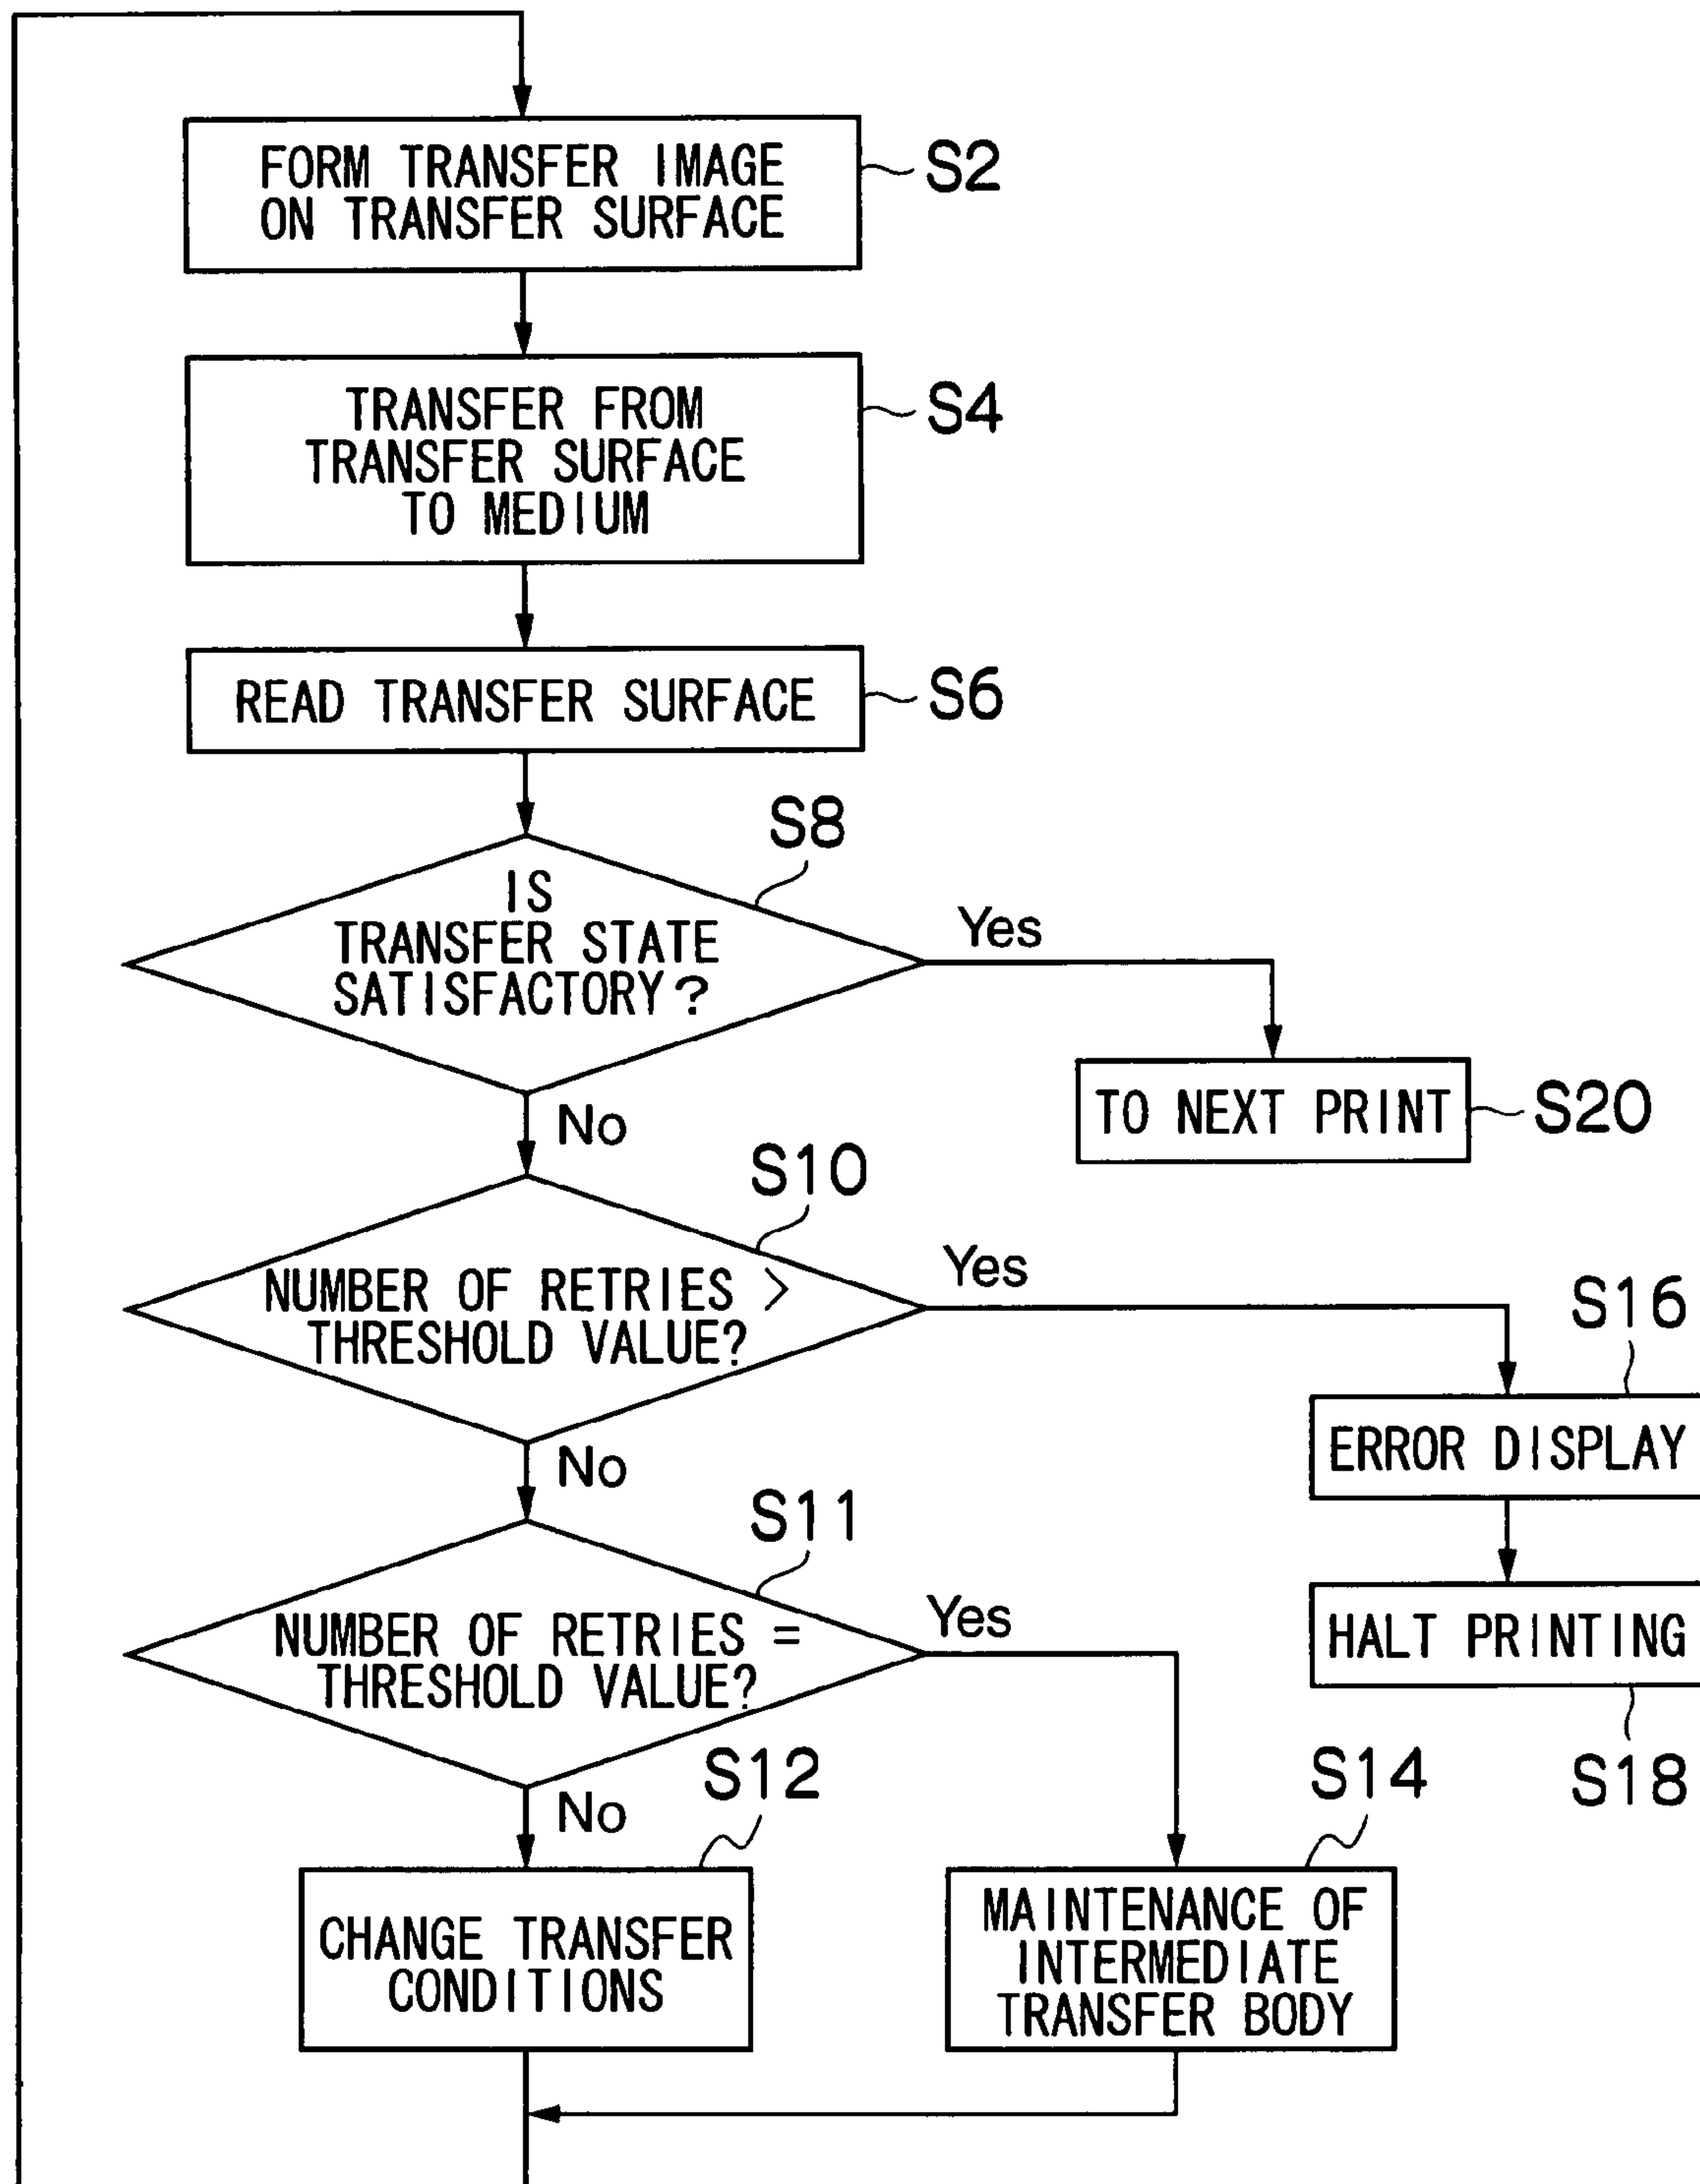 FORM TRANSFER IMAGE
ON TRANSFER SURFACE
S2
TRANSFER FROM
TRANSFER SURFACE
TO MEDIUM
S4
READ TRANSFER SURFACE
S6
S8
IS
TRANSFER STATE
SATISFACTORY?
Yes
TO NEXT PRINT
S20
No
S10
NUMBER OF RETRIES >
THRESHOLD VALUE?
Yes
S16
ERROR DISPLAY
No
S11
NUMBER OF RETRIES =
THRESHOLD VALUE?
Yes
HALT PRINTING
S18
No
S12
CHANGE TRANSFER
CONDITIONS
S14
MAINTENANCE OF
INTERMEDIATE
TRANSFER BODY